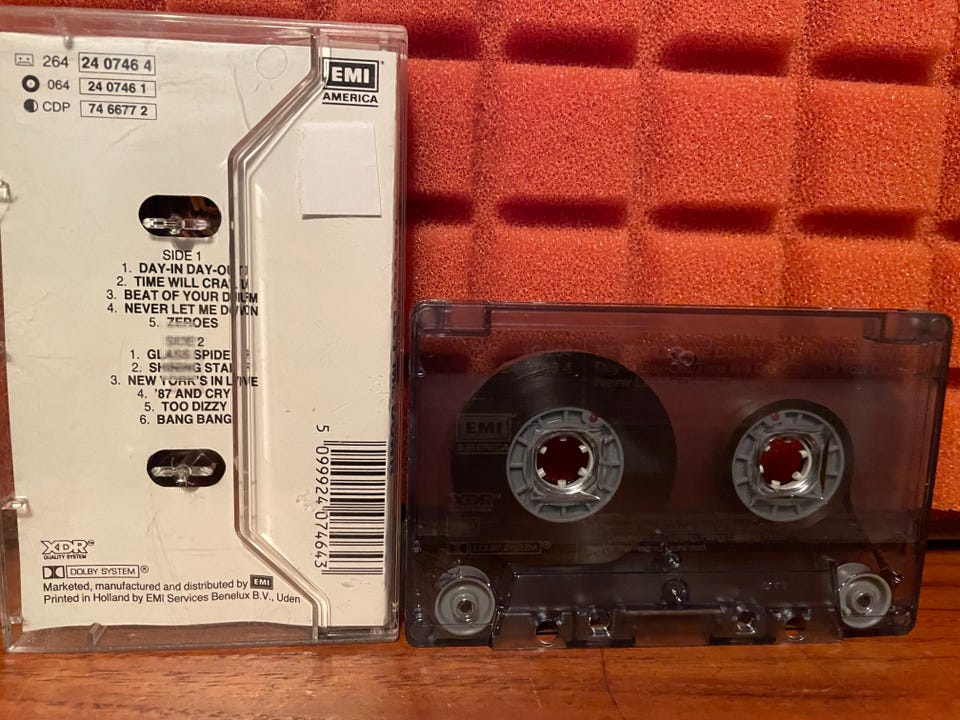 264 24 0746 4
064 24 0746 1
CDP 74 6677 2
EMI
AMERICA
SIDE 1
1. DAY-IN DAY-OUT
2. TIME WILL CRAWL
3. BEAT OF YOUR DRUM
4. NEVER LET ME DOWN
5. ZEROES
SIDE 2
1. GLASS SPIDER
2. SHINING STAR
3. NEW YORK'S IN LOVE
4. '87 AND CRY
5. TOO DIZZY
6. BANG BANG
5 099924 074643
XDR
QUALITY SYSTEM
DOLBY SYSTEM ®
Marketed, manufactured and distributed by EMI
Printed in Holland by EMI Services Benelux B.V., Uden
EMI
AMERICA
XDR
DOLBY SYSTEM